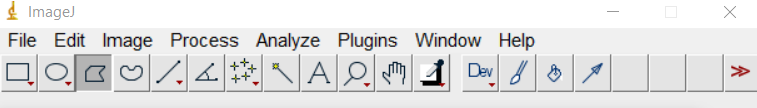 ImageJ
File Edit Image Process Analyze Plugins Window Help
A Dev >>